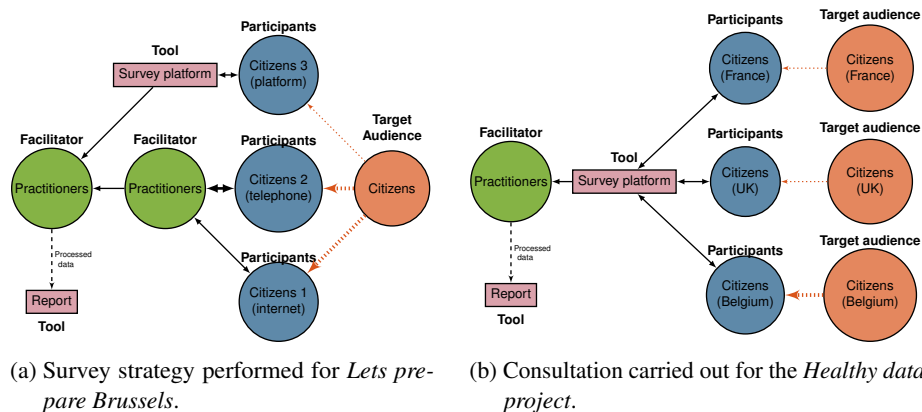 Participants
Tool
Citizens 3
(platform)
Survey platform
Target
Audience
Facilitator
Facilitator
Participants
Practitioners
Practitioners
Citizens 2
(telephone)
Citizens
Processed
data
Participants
Citizens 1
(internet)
Report
Tool
(a) Survey strategy performed for Lets pre-
pare Brussels.
Participants
Target audience
Citizens
(France)
Citizens
(France)
Facilitator
Participants
Target audience
Tool
Practitioners
Survey platform
Citizens
(UK)
Citizens
(UK)
Processed
data
Participants
Target audience
Citizens
(Belgium)
Citizens
(Belgium)
Report
Tool
(b) Consultation carried out for the Healthy data
project.